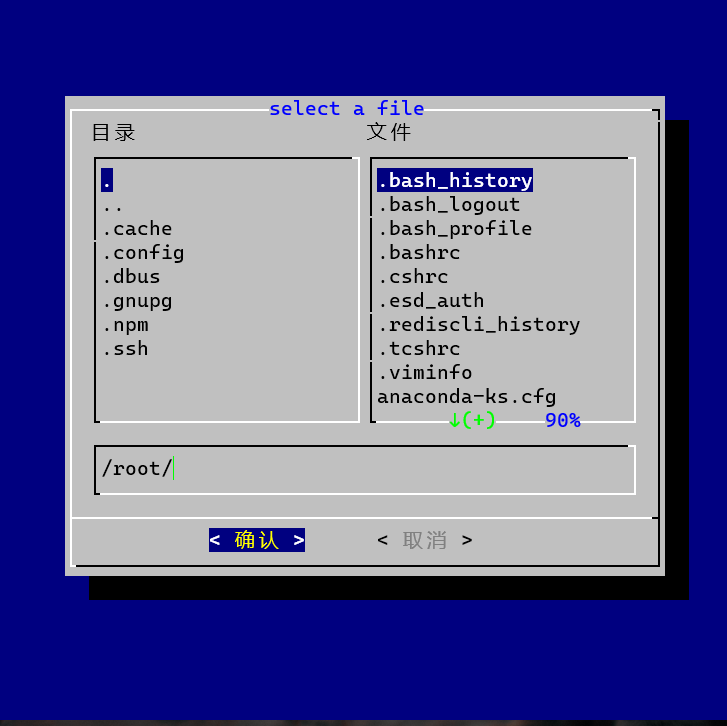 select a file
目录
文件
.
..
.cache
.config
.dbus
.gnupg
.npm
.ssh
.bash_history
.bash_logout
.bash_profile
.bashrc
.cshrc
.esd_auth
.rediscli_history
.tcshrc
.viminfo
anaconda-ks.cfg
↓(+) 90%
/root/
< 确认 > < 取消 >